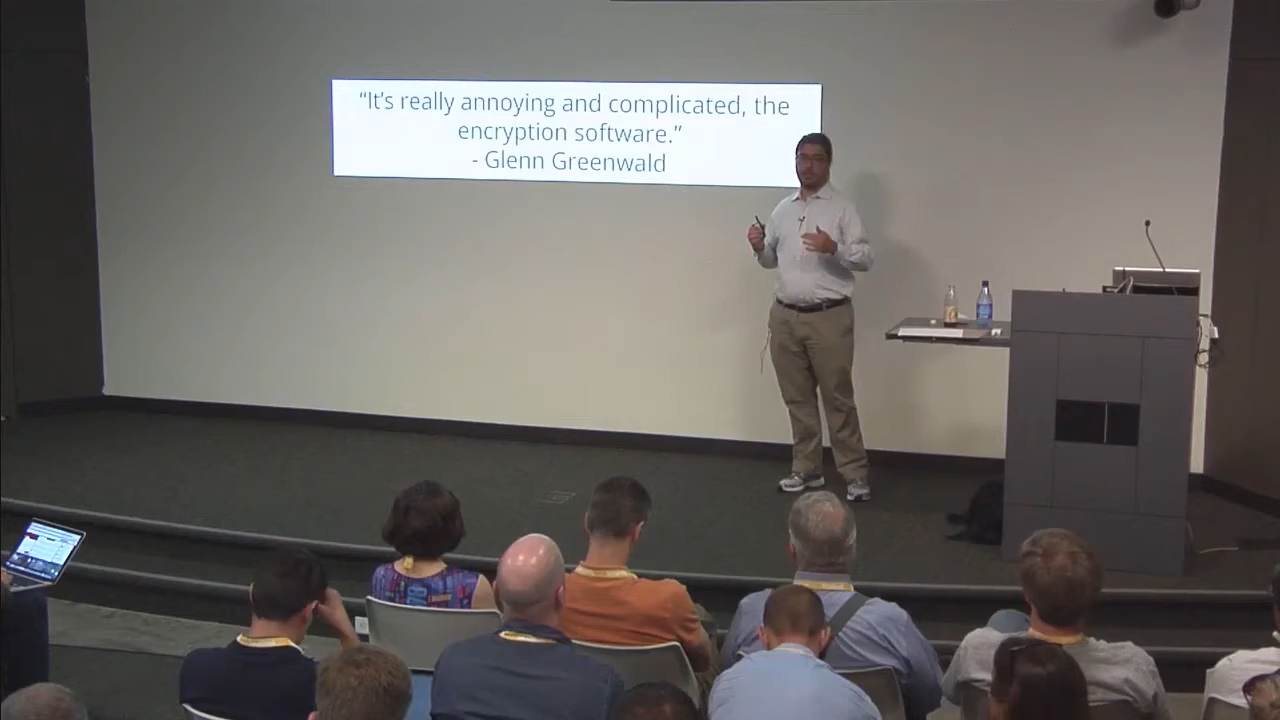 “It’s really annoying and complicated, the
encryption software.”
- Glenn Greenwald